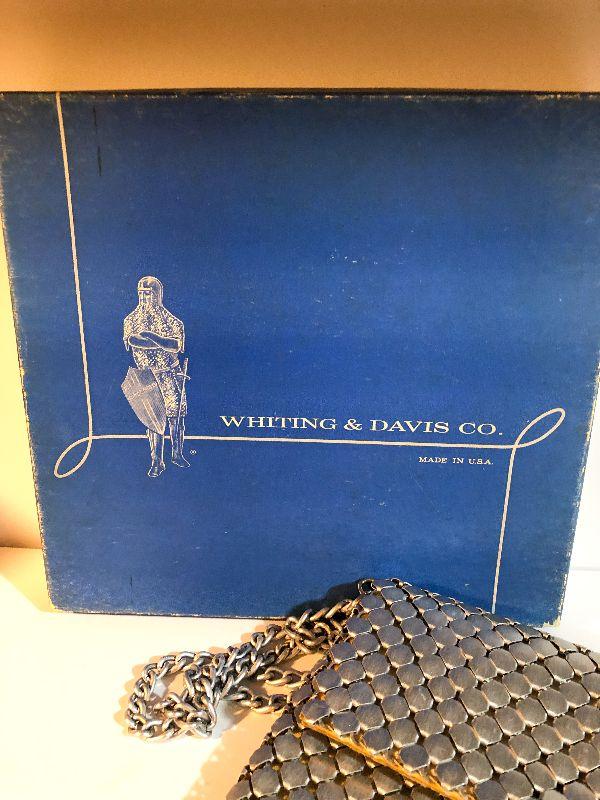 WHITING & DAVIS CO.
MADE IN U.S.A.
®